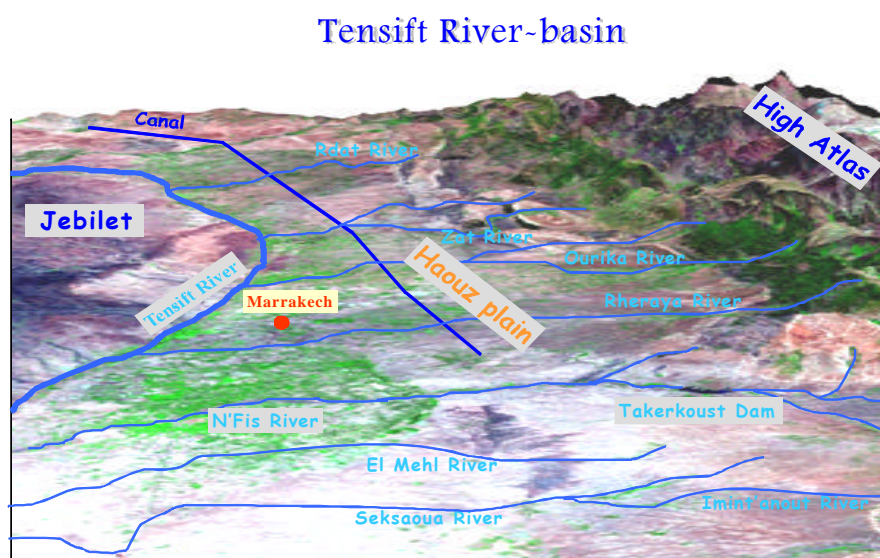 Tensift River-basin
Canal
High Atlas
Rdat River
Jebilet
Zat River
Ourika River
Haouz plain
Tensift River
Marrakech
Rheraya River
Takerkoust Dam
N'Fis River
El Mehl River
Imint'anout River
Seksaoua River